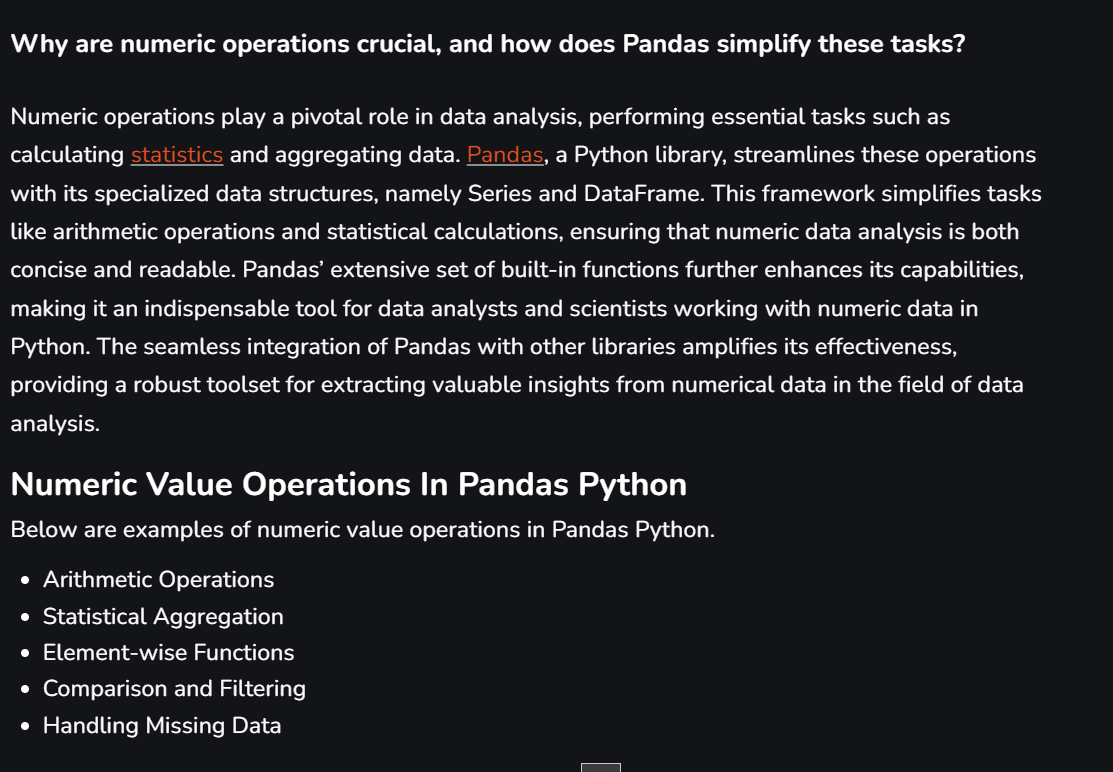 Why are numeric operations crucial, and how does Pandas simplify these tasks?
Numeric operations play a pivotal role in data analysis, performing essential tasks such as
calculating statistics and aggregating data. Pandas, a Python library, streamlines these operations
with its specialized data structures, namely Series and DataFrame. This framework simplifies tasks
like arithmetic operations and statistical calculations, ensuring that numeric data analysis is both
concise and readable. Pandas’ extensive set of built-in functions further enhances its capabilities,
making it an indispensable tool for data analysts and scientists working with numeric data in
Python. The seamless integration of Pandas with other libraries amplifies its effectiveness,
providing a robust toolset for extracting valuable insights from numerical data in the field of data
analysis.
Numeric Value Operations In Pandas Python
Below are examples of numeric value operations in Pandas Python.
• Arithmetic Operations
• Statistical Aggregation
• Element-wise Functions
• Comparison and Filtering
• Handling Missing Data